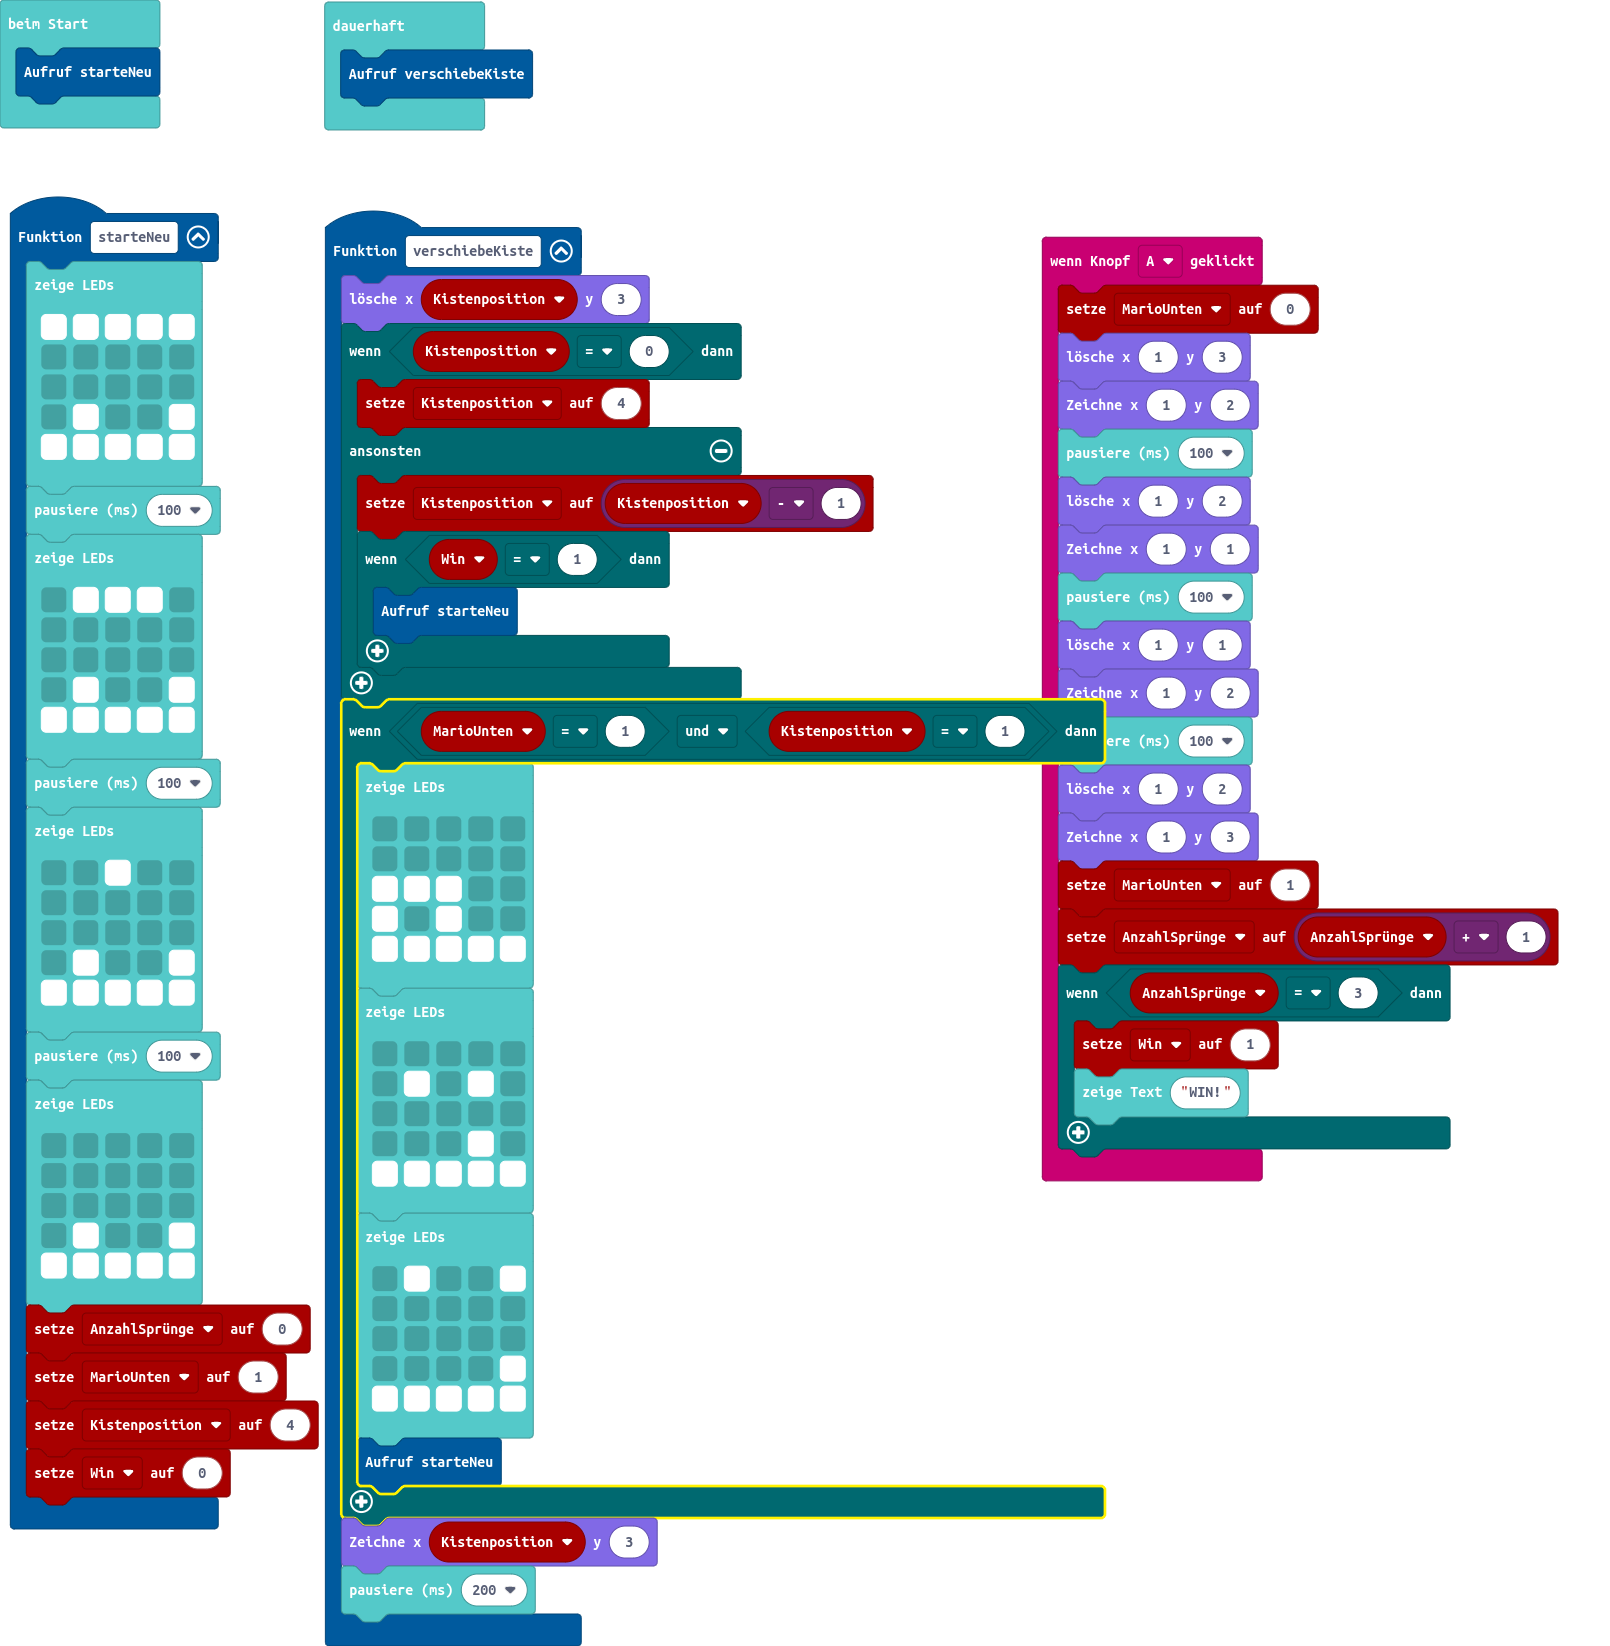 beim Start
Aufruf starteNeu
dauerhaft
Aufruf verschiebeKiste
Funktion starteNeu
zeige LEDs
pausiere (ms) 100
zeige LEDs
pausiere (ms) 100
zeige LEDs
pausiere (ms) 100
zeige LEDs
setze AnzahlSprünge auf 0
setze MarioUnten auf 1
setze Kistenposition auf 4
setze Win auf 0
Funktion verschiebeKiste
lösche x Kistenposition y 3
wenn Kistenposition = 0 dann
setze Kistenposition auf 4
ansonsten
setze Kistenposition auf Kistenposition - 1
wenn Win = 1 dann
Aufruf starteNeu
wenn MarioUnten = 1 und Kistenposition = 1 dann
zeige LEDs
zeige LEDs
zeige LEDs
Aufruf starteNeu
Zeichne x Kistenposition y 3
pausiere (ms) 200
wenn Knopf A geklickt
setze MarioUnten auf 0
lösche x 1 y 3
Zeichne x 1 y 2
pausiere (ms) 100
lösche x 1 y 2
Zeichne x 1 y 1
pausiere (ms) 100
lösche x 1 y 1
Zeichne x 1 y 2
ere (ms) 100
lösche x 1 y 2
Zeichne x 1 y 3
setze MarioUnten auf 1
setze AnzahlSprünge auf AnzahlSprünge + 1
wenn AnzahlSprünge = 3 dann
setze Win auf 1
zeige Text "WIN!"